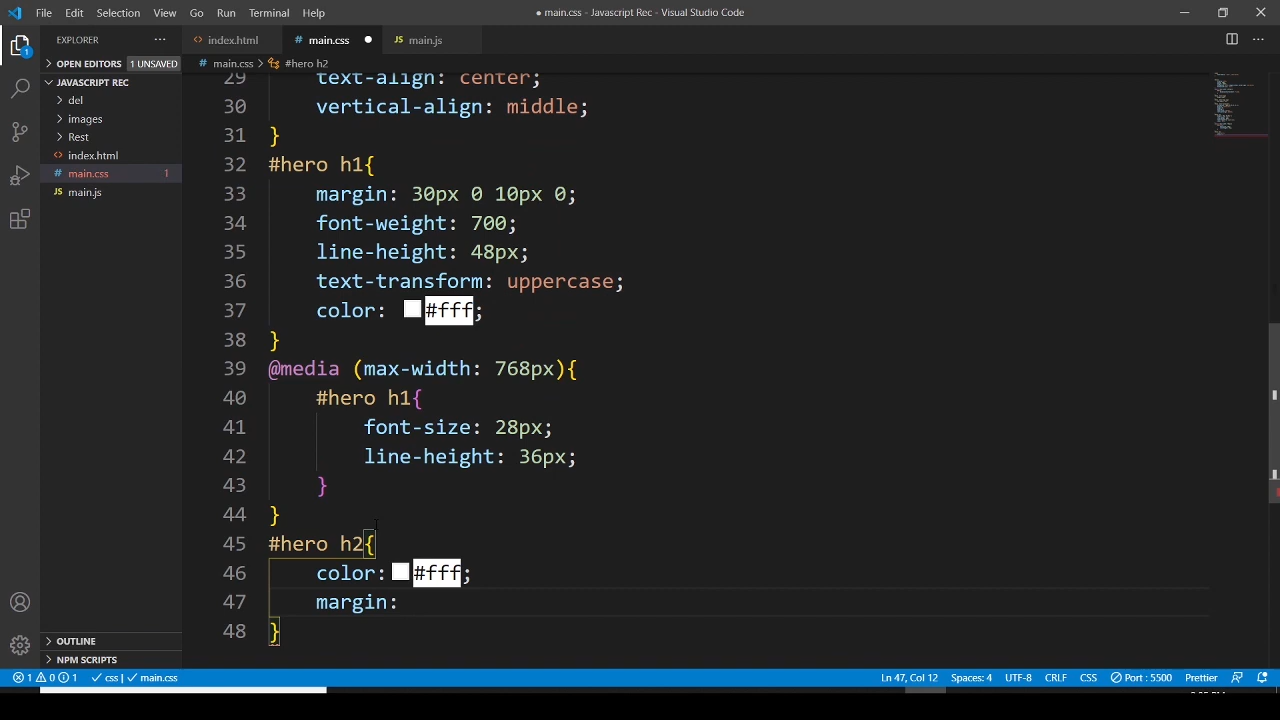 File Edit Selection View Go Run Terminal Help
● main.css - Javascript Rec - Visual Studio Code
EXPLORER
index.html
main.css
main.js
OPEN EDITORS 1 UNSAVED
main.css > #hero h2
JAVASCRIPT REC
del
images
Rest
index.html
main.css 1
main.js
29 text-align: center;
30 vertical-align: middle;
31 }
32 #hero h1{
33 margin: 30px 0 10px 0;
34 font-weight: 700;
35 line-height: 48px;
36 text-transform: uppercase;
37 color: #fff;
38 }
39 @media (max-width: 768px){
40 #hero h1{
41 font-size: 28px;
42 line-height: 36px;
43 }
44 }
45 #hero h2{
46 color: #fff;
47 margin:
48 }
OUTLINE
NPM SCRIPTS
1 0 1 css | main.css Ln 47, Col 12 Spaces: 4 UTF-8 CRLF CSS Port : 5500 Prettier